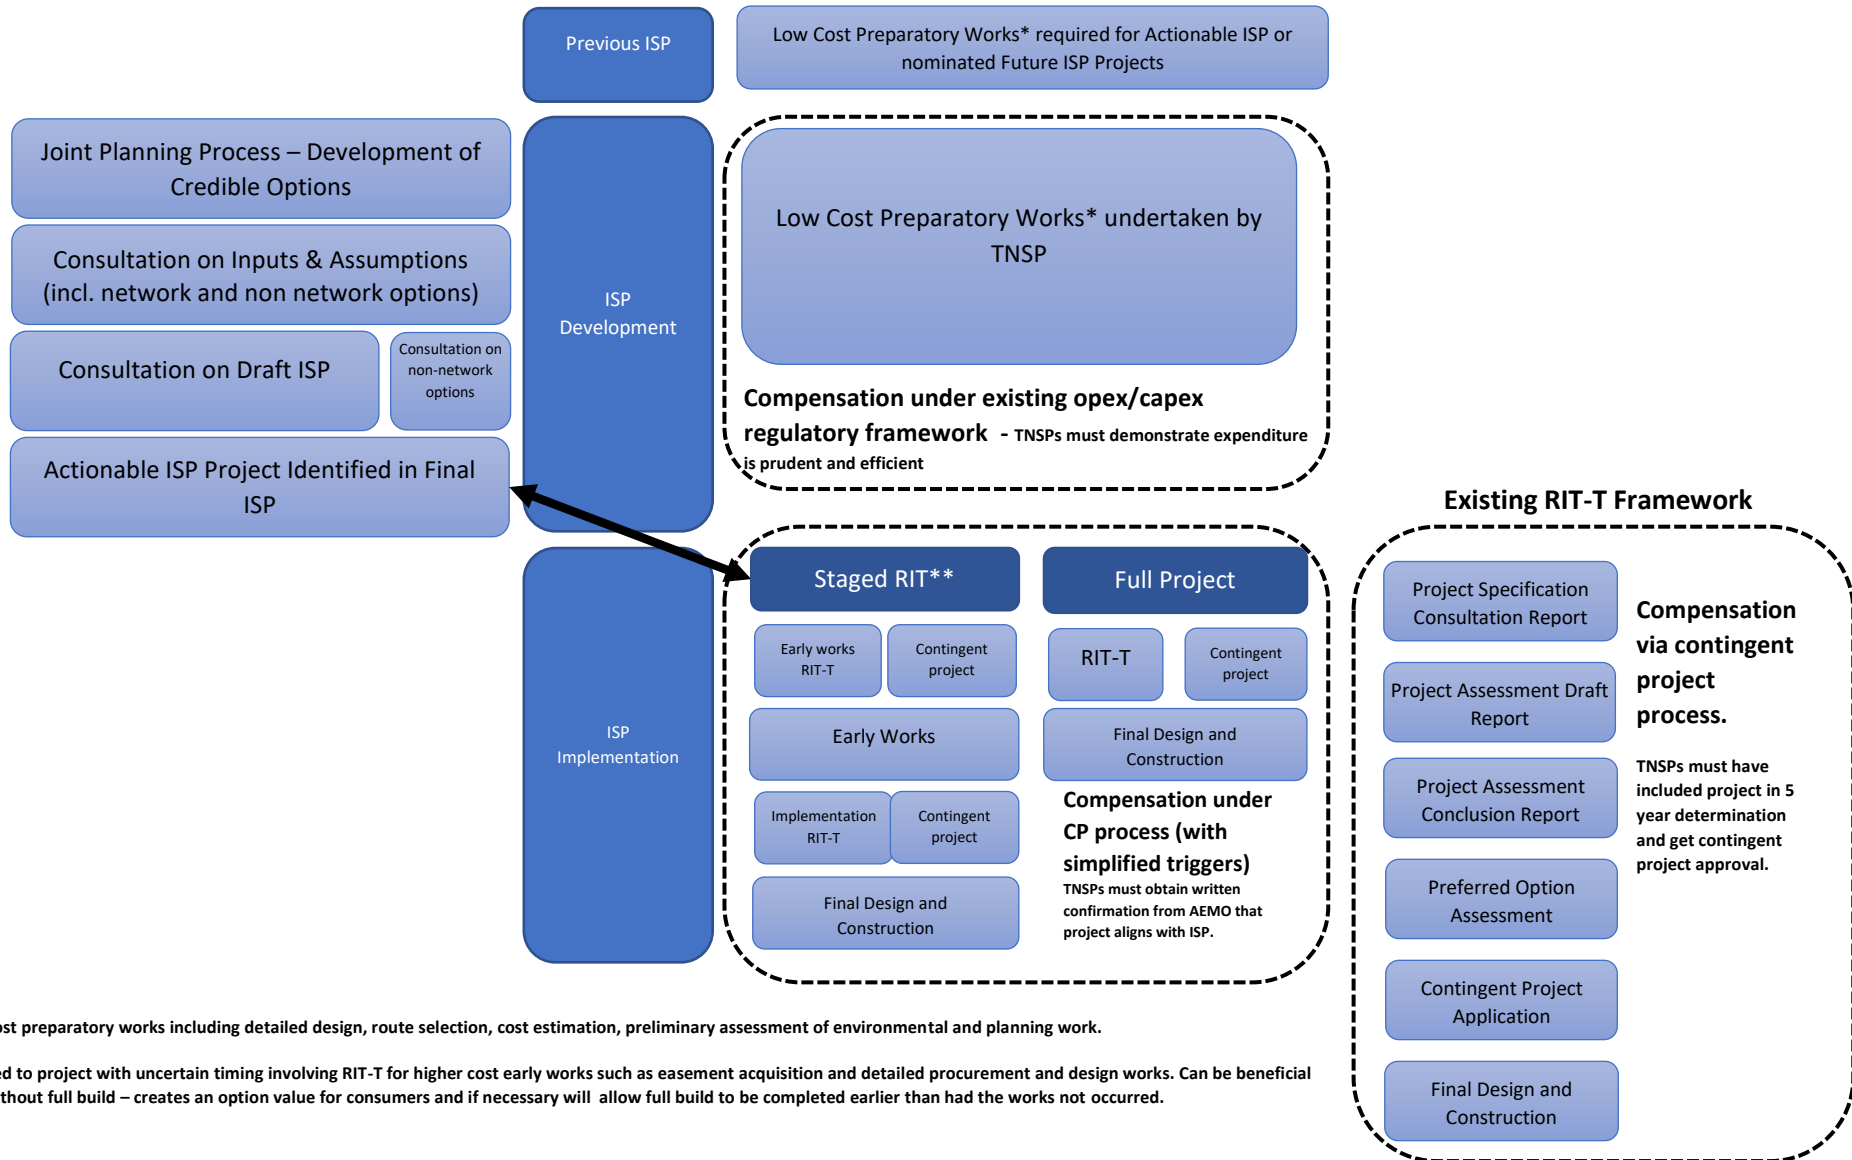 Previous ISP
Low Cost Preparatory Works* required for Actionable ISP or
nominated Future ISP Projects
Joint Planning Process – Development of
Credible Options
Consultation on Inputs & Assumptions
(incl. network and non network options)
Consultation on Draft ISP
Consultation on
non-network
options
Actionable ISP Project Identified in Final
ISP
ISP
Development
Low Cost Preparatory Works* undertaken by
TNSP
Compensation under existing opex/capex
regulatory framework - TNSPs must demonstrate expenditure
is prudent and efficient
ISP
Implementation
Staged RIT**
Early works
RIT-T
Contingent
project
Early Works
Implementation
RIT-T
Contingent
project
Final Design and
Construction
Full Project
RIT-T
Contingent
project
Final Design and
Construction
Compensation under
CP process (with
simplified triggers)
TNSPs must obtain written
confirmation from AEMO that
project aligns with ISP.
Existing RIT-T Framework
Project Specification
Consultation Report
Project Assessment Draft
Report
Project Assessment
Conclusion Report
Preferred Option
Assessment
Contingent Project
Application
Final Design and
Construction
Compensation
via contingent
project
process.
TNSPs must have
included project in 5
year determination
and get contingent
project approval.
ost preparatory works including detailed design, route selection, cost estimation, preliminary assessment of environmental and planning work.
ed to project with uncertain timing involving RIT-T for higher cost early works such as easement acquisition and detailed procurement and design works. Can be beneficial
ithout full build – creates an option value for consumers and if necessary will allow full build to be completed earlier than had the works not occurred.